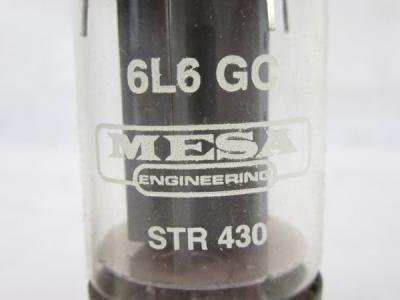 6L6 GC
MESA
ENGINEERING
STR 430